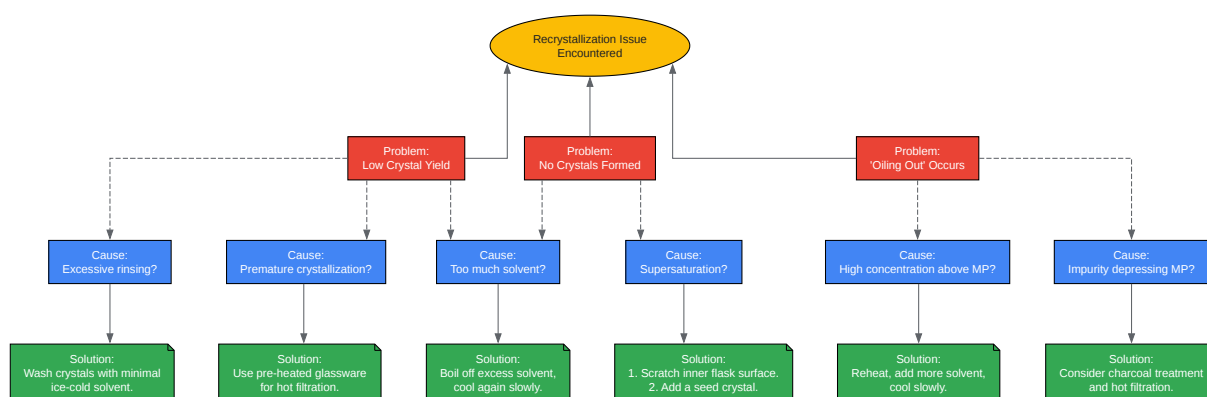 Recrystallization Issue
Encountered
Problem:
Low Crystal Yield
Problem:
No Crystals Formed
Problem:
'Oiling Out' Occurs
Cause:
Excessive rinsing?
Cause:
Premature crystallization?
Cause:
Too much solvent?
Cause:
Supersaturation?
Cause:
High concentration above MP?
Cause:
Impurity depressing MP?
Solution:
Wash crystals with minimal
ice-cold solvent.
Solution:
Use pre-heated glassware
for hot filtration.
Solution:
Boil off excess solvent,
cool again slowly.
Solution:
1. Scratch inner flask surface.
2. Add a seed crystal.
Solution:
Reheat, add more solvent,
cool slowly.
Solution:
Consider charcoal treatment
and hot filtration.